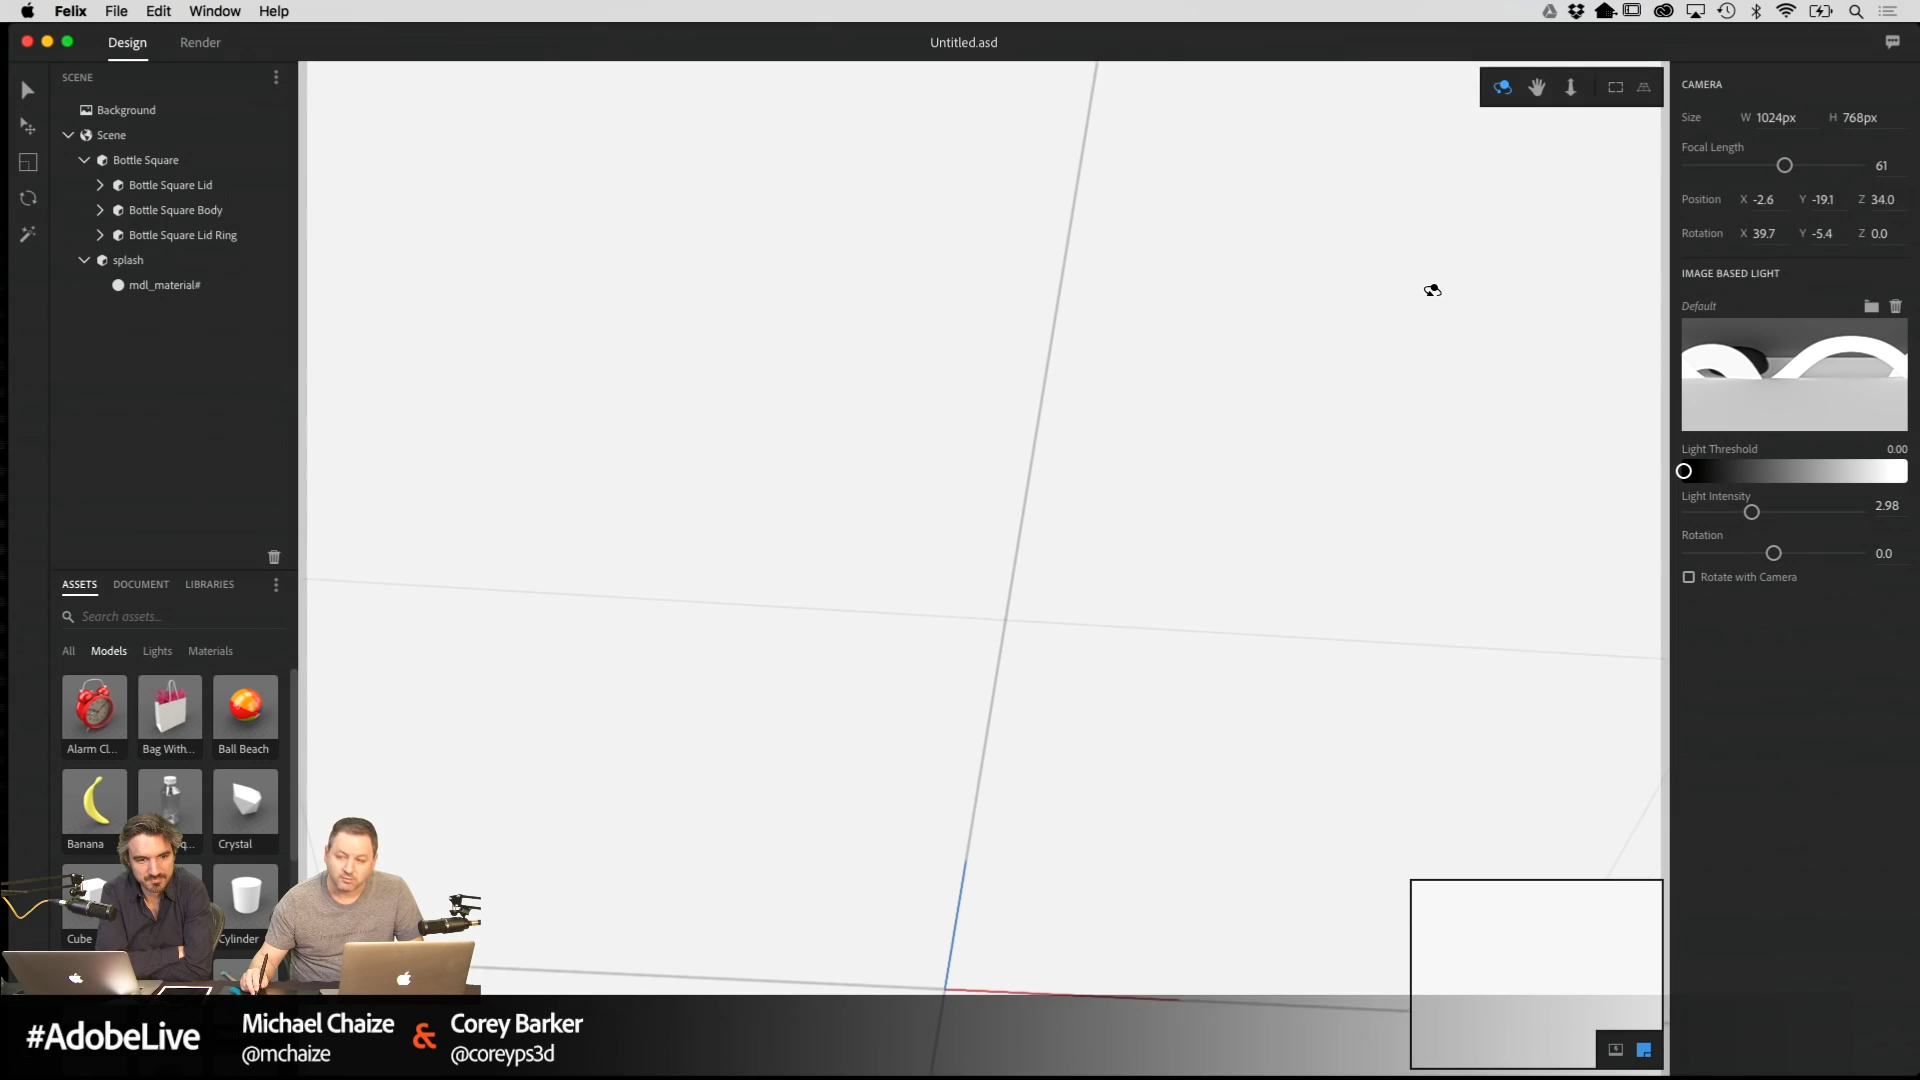 Felix File Edit Window Help
Design Render Untitled.asd
SCENE
Background
Scene
Bottle Square
Bottle Square Lid
Bottle Square Body
Bottle Square Lid Ring
splash
mdl_material#
ASSETS DOCUMENT LIBRARIES
Search assets...
All Models Lights Materials
Alarm Cl... Bag With... Ball Beach
Banana q... Crystal
Cube Cylinder
CAMERA
Size W 1024px H 768px
Focal Length
61
Position X -2.6 Y -19.1 Z 34.0
Rotation X 39.7 Y -5.4 Z 0.0
IMAGE BASED LIGHT
Default
Light Threshold 0.00
Light Intensity
2.98
Rotation
0.0
Rotate with Camera
#AdobeLive
Michael Chaize & Corey Barker
@mchaize @coreyps3d